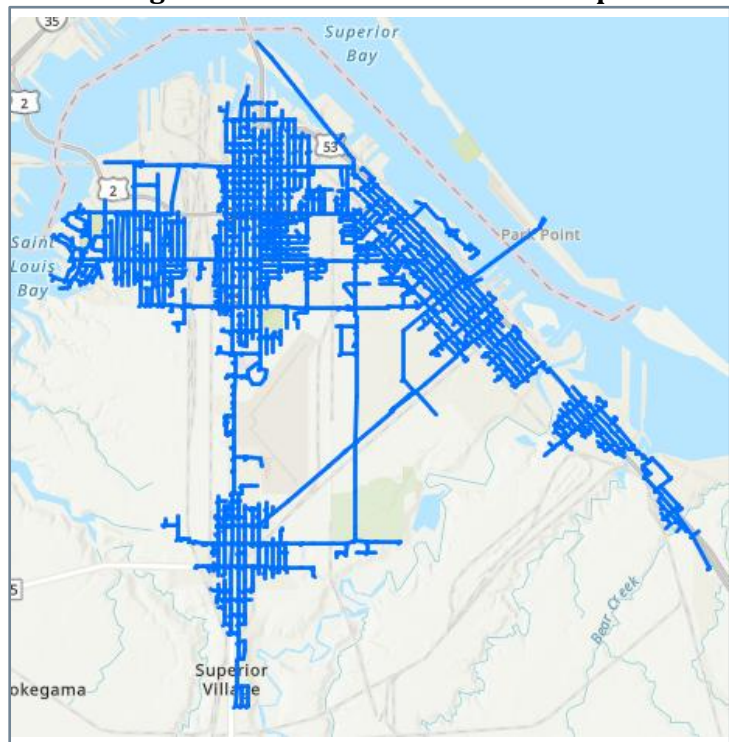 35
Superior
Bay
2
53
2
Saint
Louis
Bay
Park Point
5
Bear Creek
Superior
Village
okegama